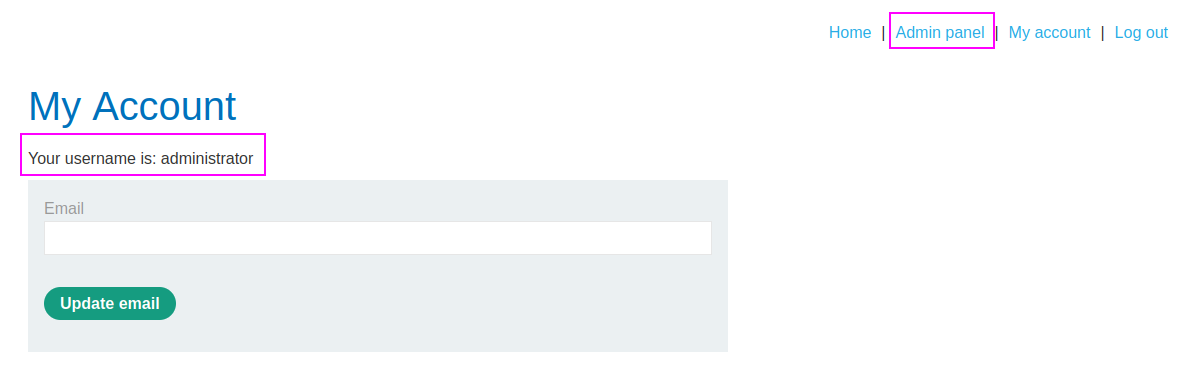 Home | Admin panel | My account | Log out
My Account
Your username is: administrator
Email
Update email